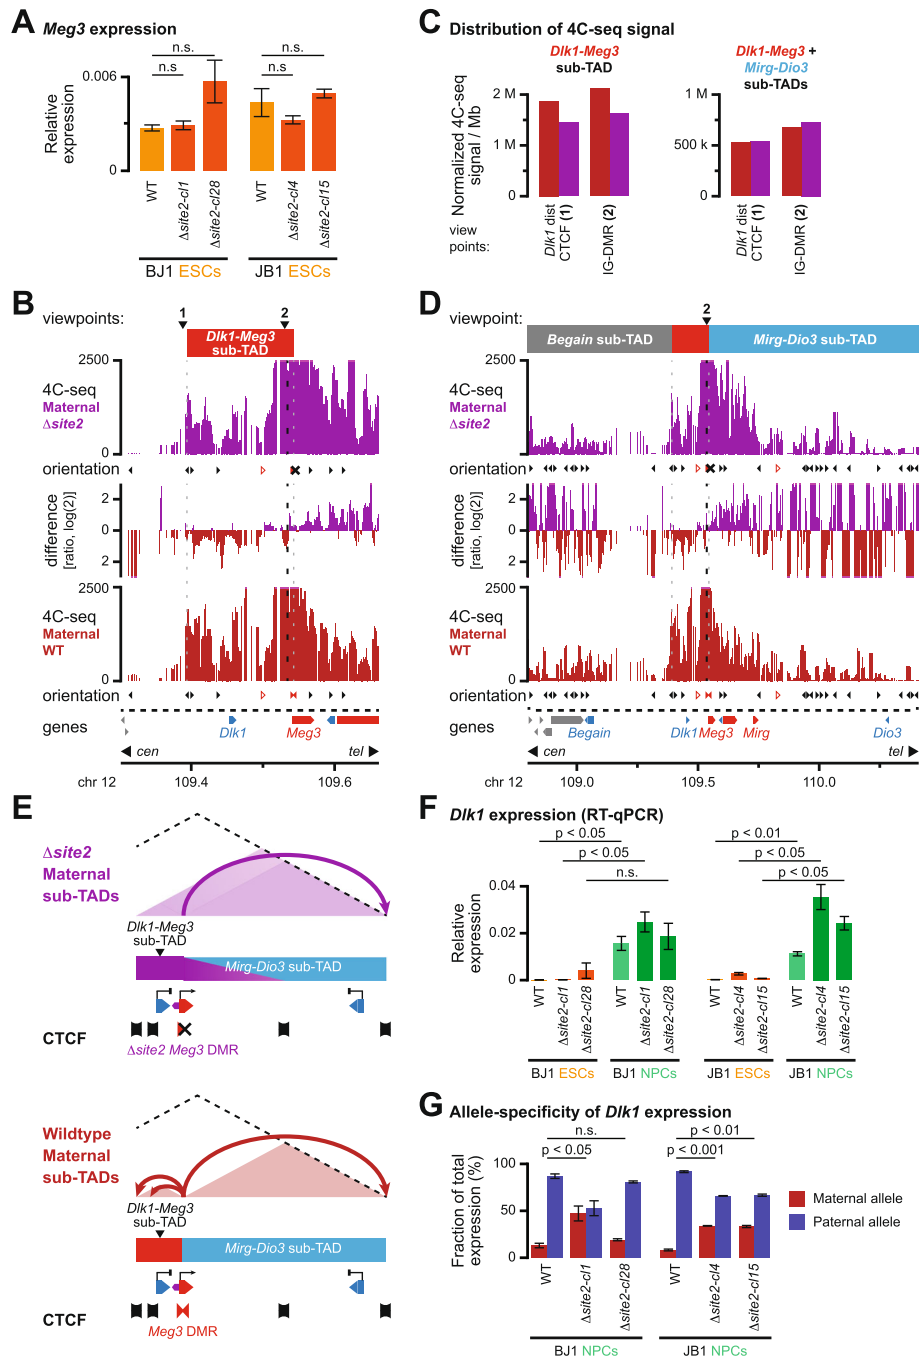 A Meg3 expression
n.s.
n.s
0.006
0
Relative
expression
WT
Δsite2-cl1
Δsite2-cl28
WT
Δsite2-cl4
Δsite2-cl15
BJ1 ESCs
JB1 ESCs
C Distribution of 4C-seq signal
Dlk1-Meg3
sub-TAD
Dlk1-Meg3 +
Mirg-Dio3
sub-TADs
Normalized 4C-seq
signal / Mb
2 M
1 M
0
1 M
500 k
0
view
points:
Dlk1 dist
CTCF (1)
IG-DMR (2)
Dlk1 dist
CTCF (1)
IG-DMR (2)
B
viewpoints:
1
2
Dlk1-Meg3
sub-TAD
2500
4C-seq
Maternal
Δsite2
0
orientation
difference
[ratio, log(2)]
2
0
2
2500
4C-seq
Maternal
WT
0
orientation
genes
Dlk1
Meg3
cen
tel
chr 12
109.4
109.6
D
viewpoint:
2
Begain sub-TAD
Mirg-Dio3 sub-TAD
2500
4C-seq
Maternal
Δsite2
0
orientation
difference
[ratio, log(2)]
2
0
2
2500
4C-seq
Maternal
WT
0
orientation
genes
Begain
Dlk1
Meg3
Mirg
Dio3
cen
tel
chr 12
109.0
109.5
110.0
E
Δsite2
Maternal
sub-TADs
Dlk1-Meg3
sub-TAD
Mirg-Dio3 sub-TAD
CTCF
Δsite2 Meg3 DMR
Wildtype
Maternal
sub-TADs
Dlk1-Meg3
sub-TAD
Mirg-Dio3 sub-TAD
CTCF
Meg3 DMR
F Dlk1 expression (RT-qPCR)
p < 0.05
p < 0.05
n.s.
p < 0.01
p < 0.05
p < 0.05
Relative
expression
0.04
0.02
0
WT
Δsite2-cl1
Δsite2-cl28
WT
Δsite2-cl1
Δsite2-cl28
WT
Δsite2-cl4
Δsite2-cl15
WT
Δsite2-cl4
Δsite2-cl15
BJ1 ESCs
BJ1 NPCs
JB1 ESCs
JB1 NPCs
G Allele-specificity of Dlk1 expression
n.s.
p < 0.05
p < 0.01
p < 0.001
Fraction of total
expression (%)
100
50
0
Maternal allele
Paternal allele
WT
Δsite2-cl1
Δsite2-cl28
WT
Δsite2-cl4
Δsite2-cl15
BJ1 NPCs
JB1 NPCs